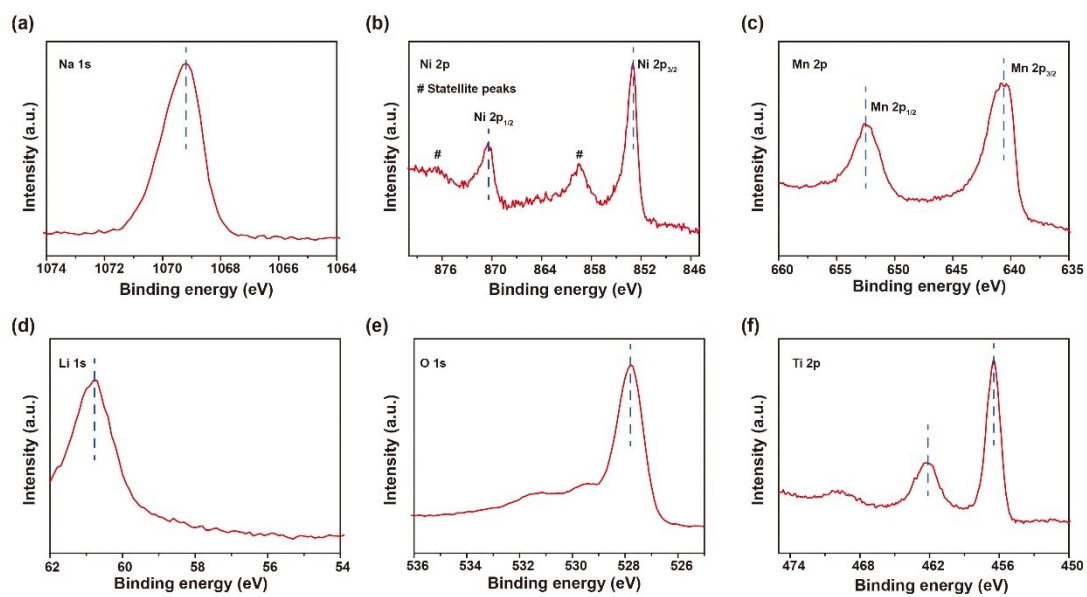 (a)
Na 1s
Intensity (a.u.)
1074 1072 1070 1068 1066 1064
Binding energy (eV)
(b)
Ni 2p
Ni 2p3/2
# Statellite peaks
Ni 2p1/2
#
#
Intensity (a.u.)
876 870 864 858 852 846
Binding energy (eV)
(c)
Mn 2p
Mn 2p3/2
Mn 2p1/2
Intensity (a.u.)
660 655 650 645 640 635
Binding energy (eV)
(d)
Li 1s
Intensity (a.u.)
62 60 58 56 54
Binding energy (eV)
(e)
O 1s
Intensity (a.u.)
536 534 532 530 528 526
Binding energy (eV)
(f)
Ti 2p
Intensity (a.u.)
474 468 462 456 450
Binding energy (eV)